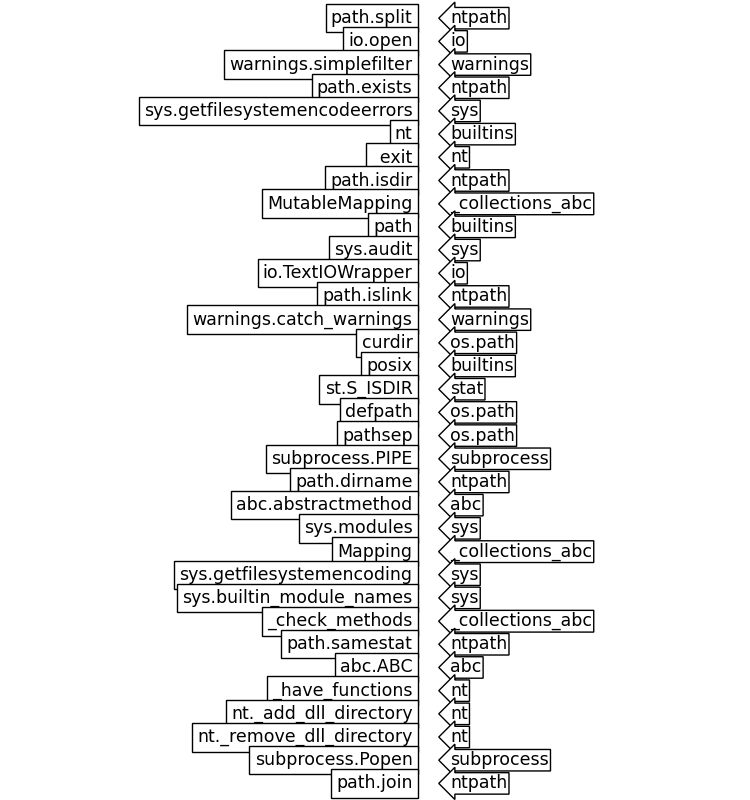 path.split ntpath
io.open io
warnings.simplefilter warnings
path.exists ntpath
sys.getfilesystemencodeerrors sys
nt builtins
exit nt
path.isdir ntpath
MutableMapping _collections_abc
path builtins
sys.audit sys
io.TextIOWrapper io
path.islink ntpath
warnings.catch_warnings warnings
curdir os.path
posix builtins
st.S_ISDIR stat
defpath os.path
pathsep os.path
subprocess.PIPE subprocess
path.dirname ntpath
abc.abstractmethod abc
sys.modules sys
Mapping _collections_abc
sys.getfilesystemencoding sys
sys.builtin_module_names sys
_check_methods _collections_abc
path.samestat ntpath
abc.ABC abc
_have_functions nt
nt._add_dll_directory nt
nt._remove_dll_directory nt
subprocess.Popen subprocess
path.join ntpath